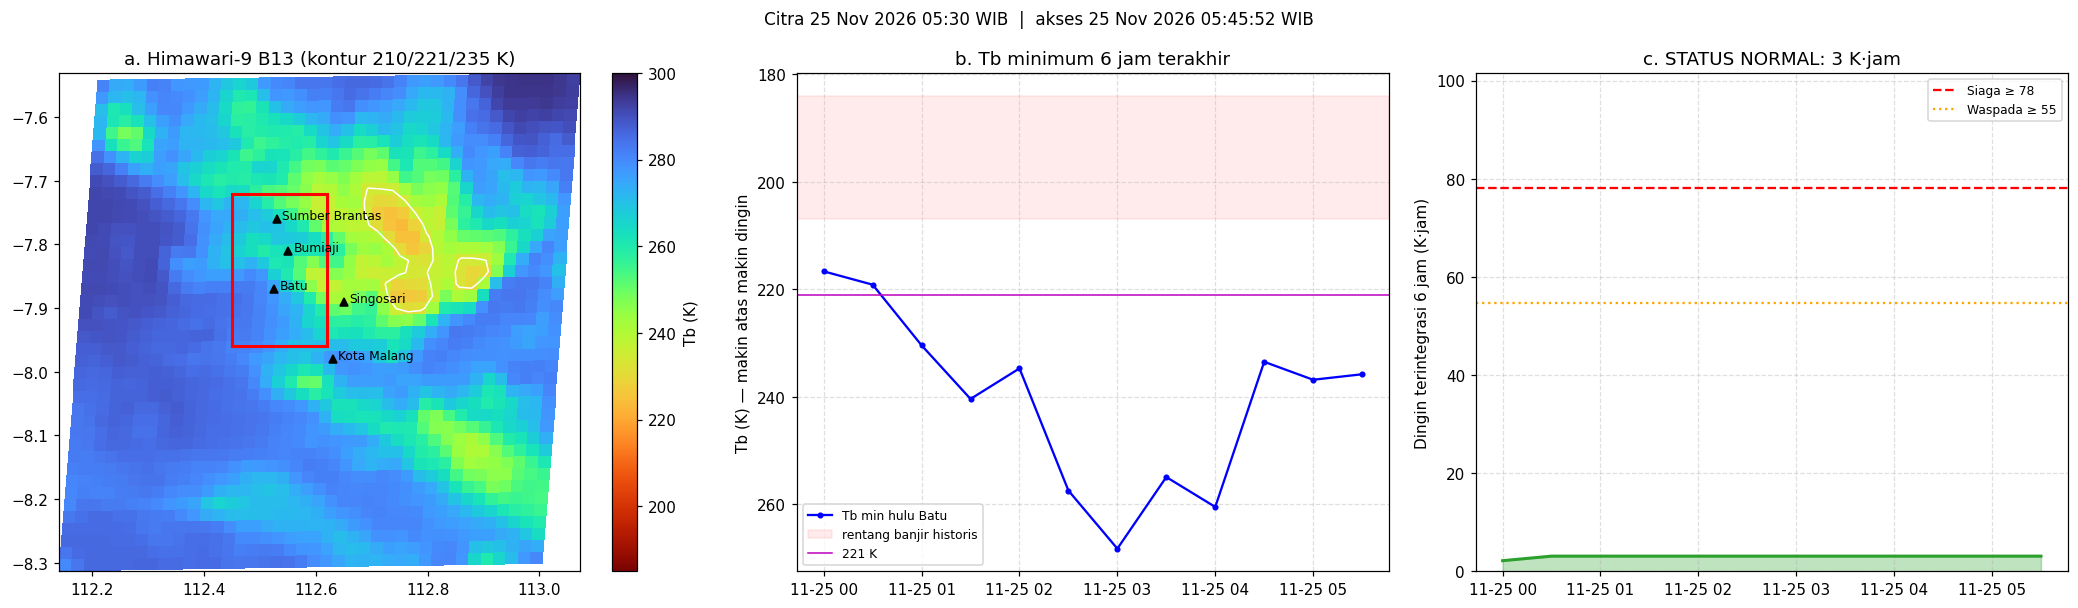 Citra 25 Nov 2026 05:30 WIB | akses 25 Nov 2026 05:45:52 WIB
a. Himawari-9 B13 (kontur 210/221/235 K)
−7.6
−7.7
−7.8
−7.9
−8.0
−8.1
−8.2
−8.3
112.2
112.4
112.6
112.8
113.0
Sumber Brantas
Bumiaji
Batu
Singosari
Kota Malang
300
280
260
240
220
200
Tb (K)
b. Tb minimum 6 jam terakhir
Tb (K) — makin atas makin dingin
180
200
220
240
260
11-25 00
11-25 01
11-25 02
11-25 03
11-25 04
11-25 05
Tb min hulu Batu
rentang banjir historis
221 K
c. STATUS NORMAL: 3 K·jam
Dingin terintegrasi 6 jam (K·jam)
100
80
60
40
20
0
11-25 00
11-25 01
11-25 02
11-25 03
11-25 04
11-25 05
Siaga ≥ 78
Waspada ≥ 55